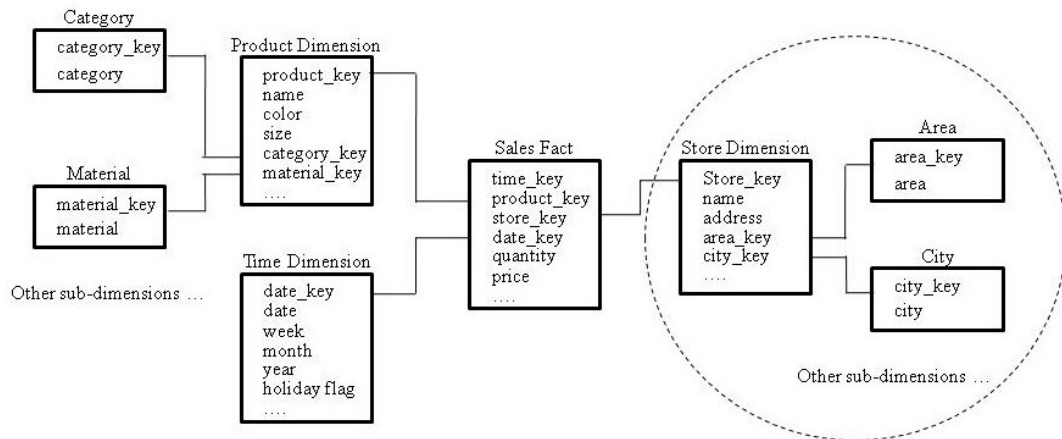 Category
category_key
category
Material
material_key
material
Other sub-dimensions …
Product Dimension
product_key
name
color
size
category_key
material_key
….
Time Dimension
date_key
date
week
month
year
holiday flag
….
Sales Fact
time_key
product_key
store_key
date_key
quantity
price
….
Store Dimension
Store_key
name
address
area_key
city_key
….
Area
area_key
area
City
city_key
city
Other sub-dimensions …